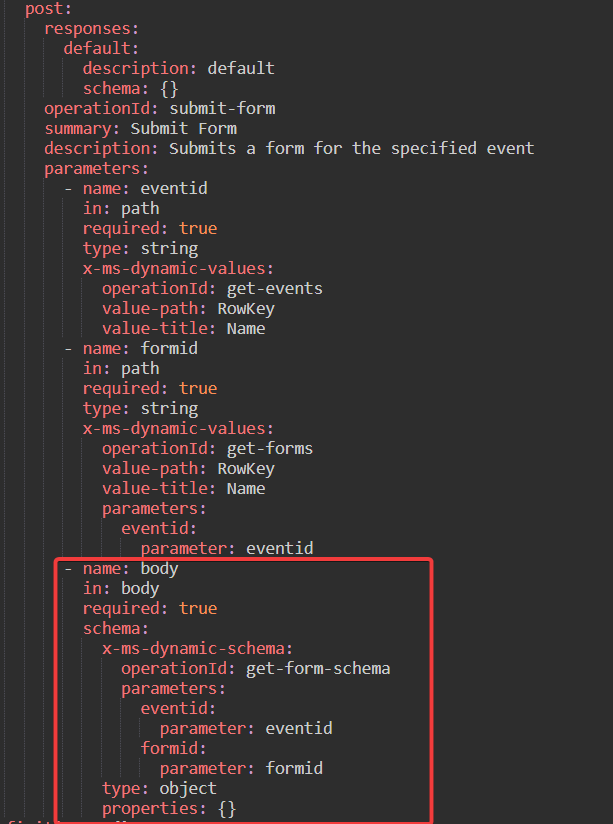 post:
responses:
default:
description: default
schema: {}
operationId: submit-form
summary: Submit Form
description: Submits a form for the specified event
parameters:
- name: eventid
in: path
required: true
type: string
x-ms-dynamic-values:
operationId: get-events
value-path: RowKey
value-title: Name
- name: formid
in: path
required: true
type: string
x-ms-dynamic-values:
operationId: get-forms
value-path: RowKey
value-title: Name
parameters:
eventid:
parameter: eventid
- name: body
in: body
required: true
schema:
x-ms-dynamic-schema:
operationId: get-form-schema
parameters:
eventid:
parameter: eventid
formid:
parameter: formid
type: object
properties: {}